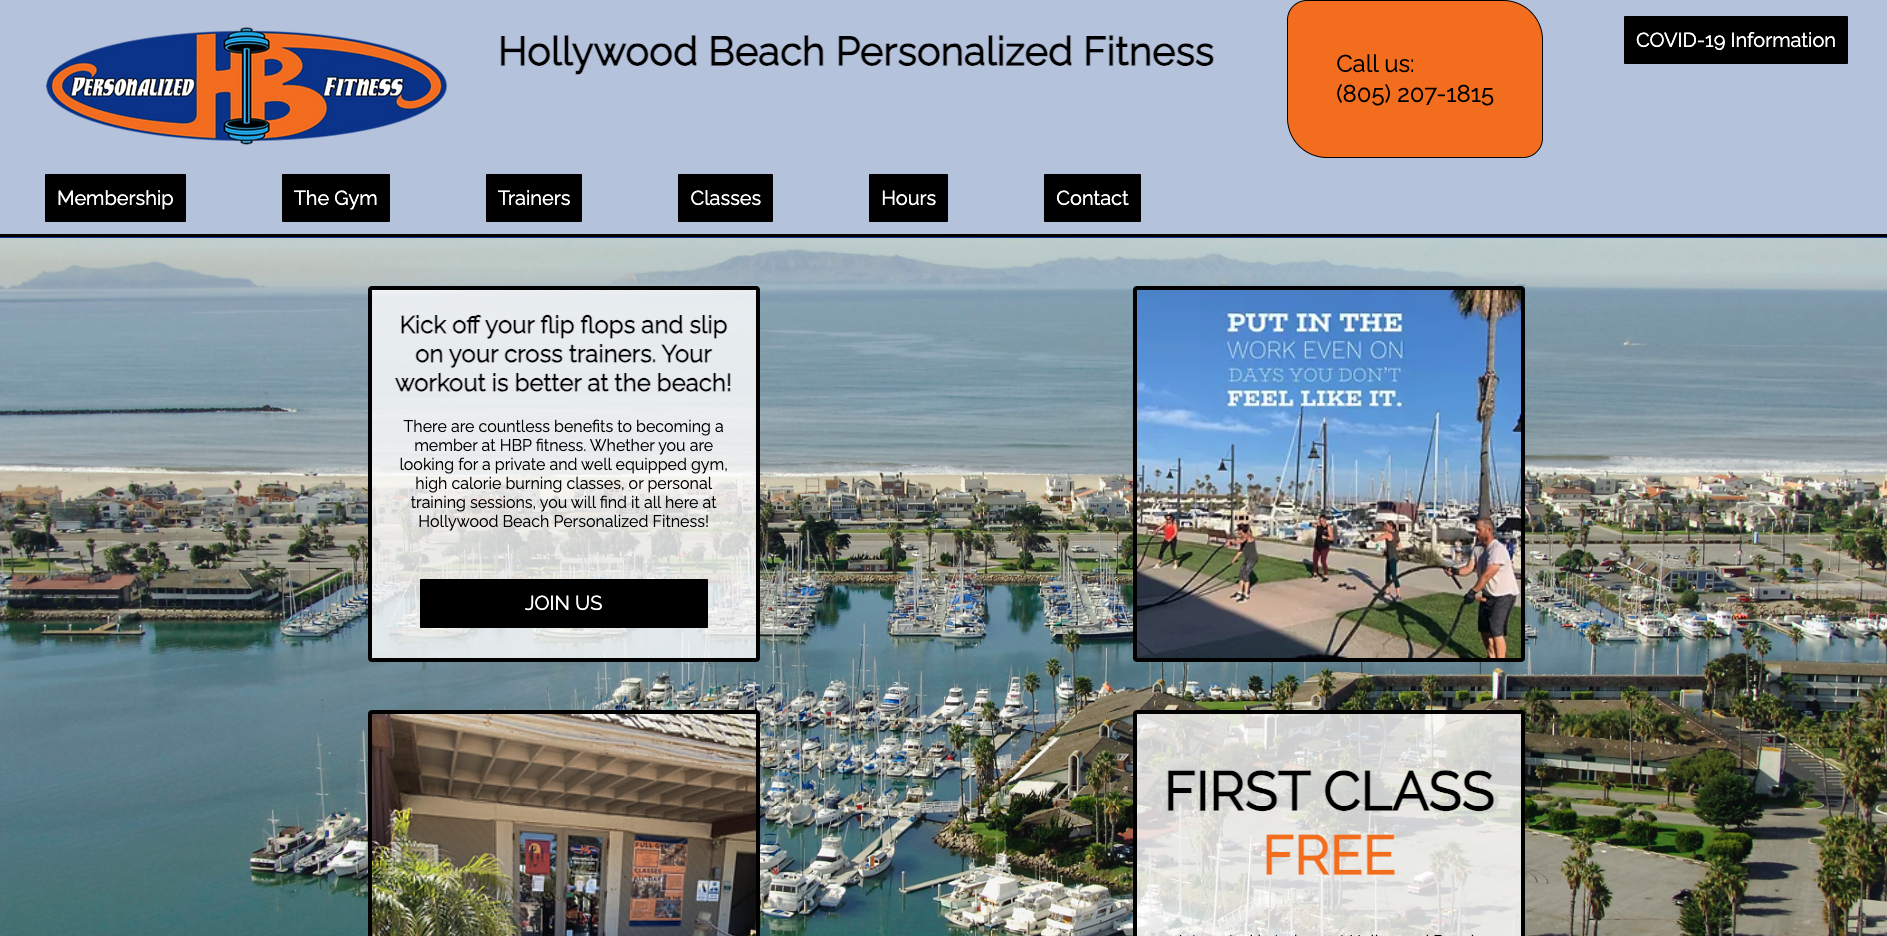 PERSONALIZED HB FITNESS
Hollywood Beach Personalized Fitness
Call us:
(805) 207-1815
COVID-19 Information
Membership
The Gym
Trainers
Classes
Hours
Contact
Kick off your flip flops and slip
on your cross trainers. Your
workout is better at the beach!
There are countless benefits to becoming a
member at HBP fitness. Whether you are
looking for a private and well equipped gym,
high calorie burning classes, or personal
training sessions, you will find it all here at
Hollywood Beach Personalized Fitness!
JOIN US
PUT IN THE
WORK EVEN ON
DAYS YOU DON'T
FEEL LIKE IT.
FULL
CLASSES
FIRST CLASS
FREE